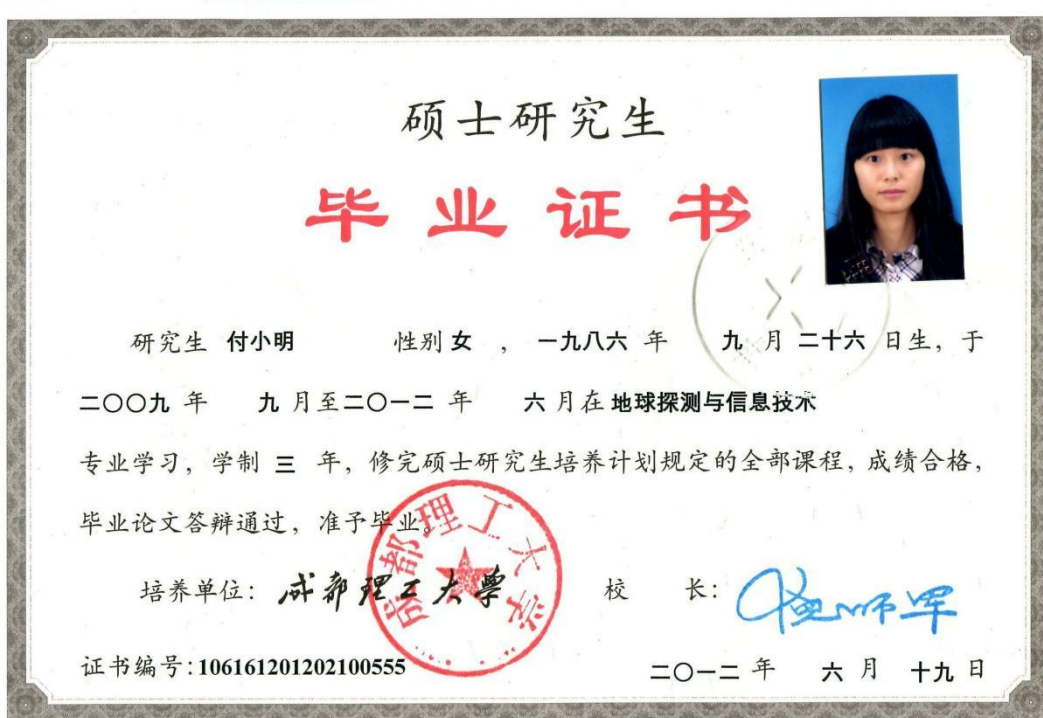 硕士研究生
毕业证书
研究生 付小明 性别 女 , 一九八六 年 九 月 二十六 日生, 于
二〇〇九 年 九 月至 二〇一二 年 六 月在 地球探测与信息技术
专业学习, 学制 三 年, 修完硕士研究生培养计划规定的全部课程, 成绩合格,
毕业论文答辩通过, 准予毕业。
成都理工大学
培养单位: 成都理工大學 校 长:
证书编号:106161201202100555 二〇一二 年 六 月 十九 日